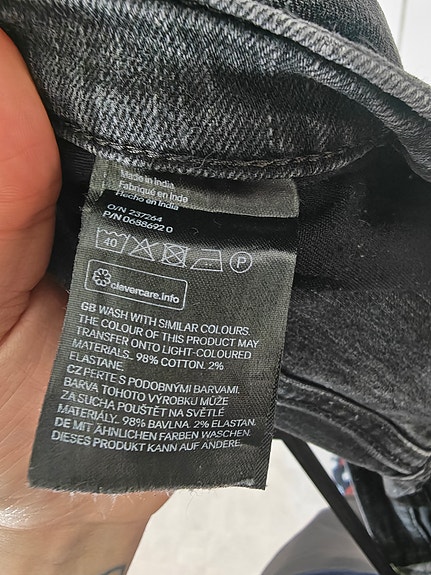 Made in India
Fabriqué en Inde
Hecho en India
O/N 237264
P/N 0688692 0
40
P
clevercare.info
GB WASH WITH SIMILAR COLOURS.
THE COLOUR OF THIS PRODUCT MAY
TRANSFER ONTO LIGHT-COLOURED
MATERIALS. 98% COTTON. 2%
ELASTANE.
CZ PERTE S PODOBNÝMI BARVAMI.
BARVA TOHOTO VÝROBKU MŮŽE
ZA SUCHA POUŠTĚT NA SVĚTLÉ
MATERIÁLY. 98% BAVLNA. 2% ELASTAN.
DE MIT ÄHNLICHEN FARBEN WASCHEN.
DIESES PRODUKT KANN AUF ANDERE